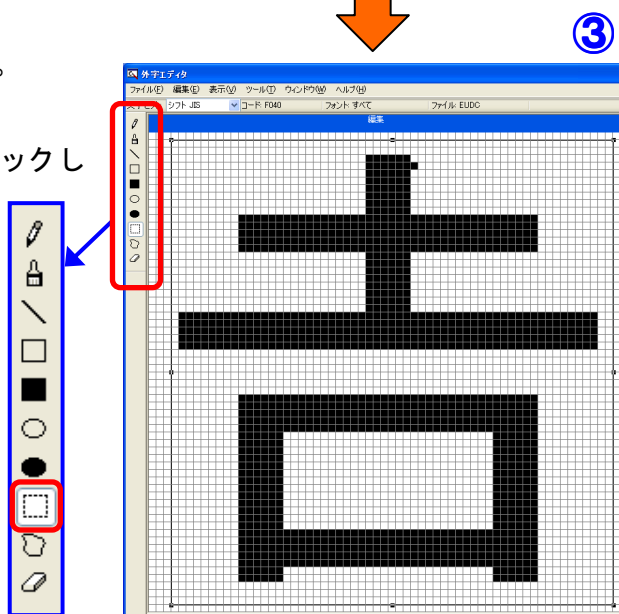 ③
。
外字エディタ
ファイル(F) 編集(E) 表示(V) ツール(T) ウィンドウ(W) ヘルプ(H)
シフト JIS コード: F040 フォント: すべて ファイル: EUDC
編集
ックし
吉